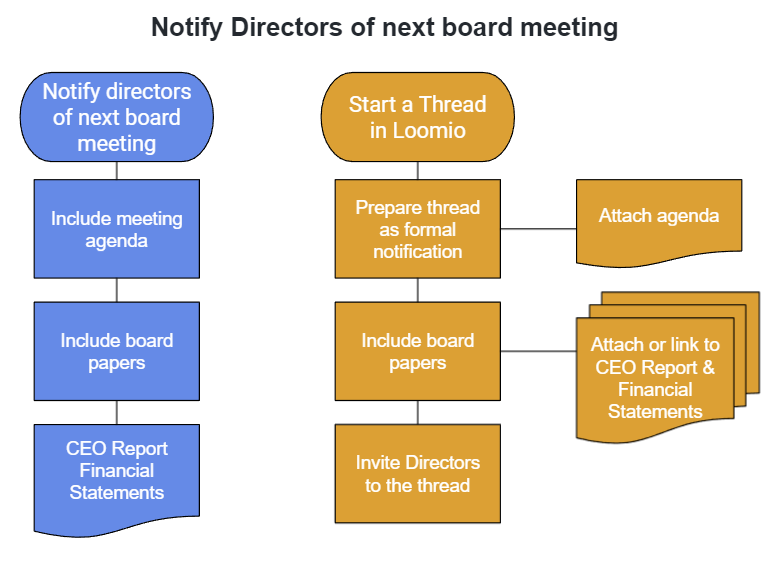 Notify Directors of next board meeting
Notify directors
of next board
meeting
Include meeting
agenda
Include board
papers
CEO Report
Financial
Statements
Start a Thread
in Loomio
Prepare thread
as formal
notification
Attach agenda
Include board
papers
Attach or link to
CEO Report &
Financial
Statements
Invite Directors
to the thread